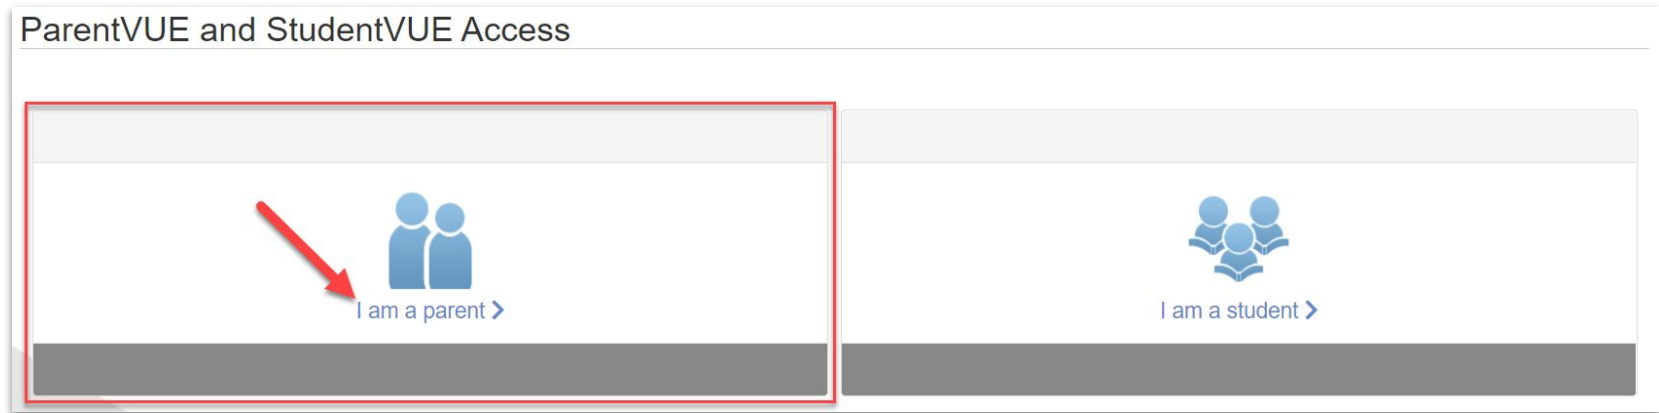 ParentVUE and StudentVUE Access
I am a parent
I am a student